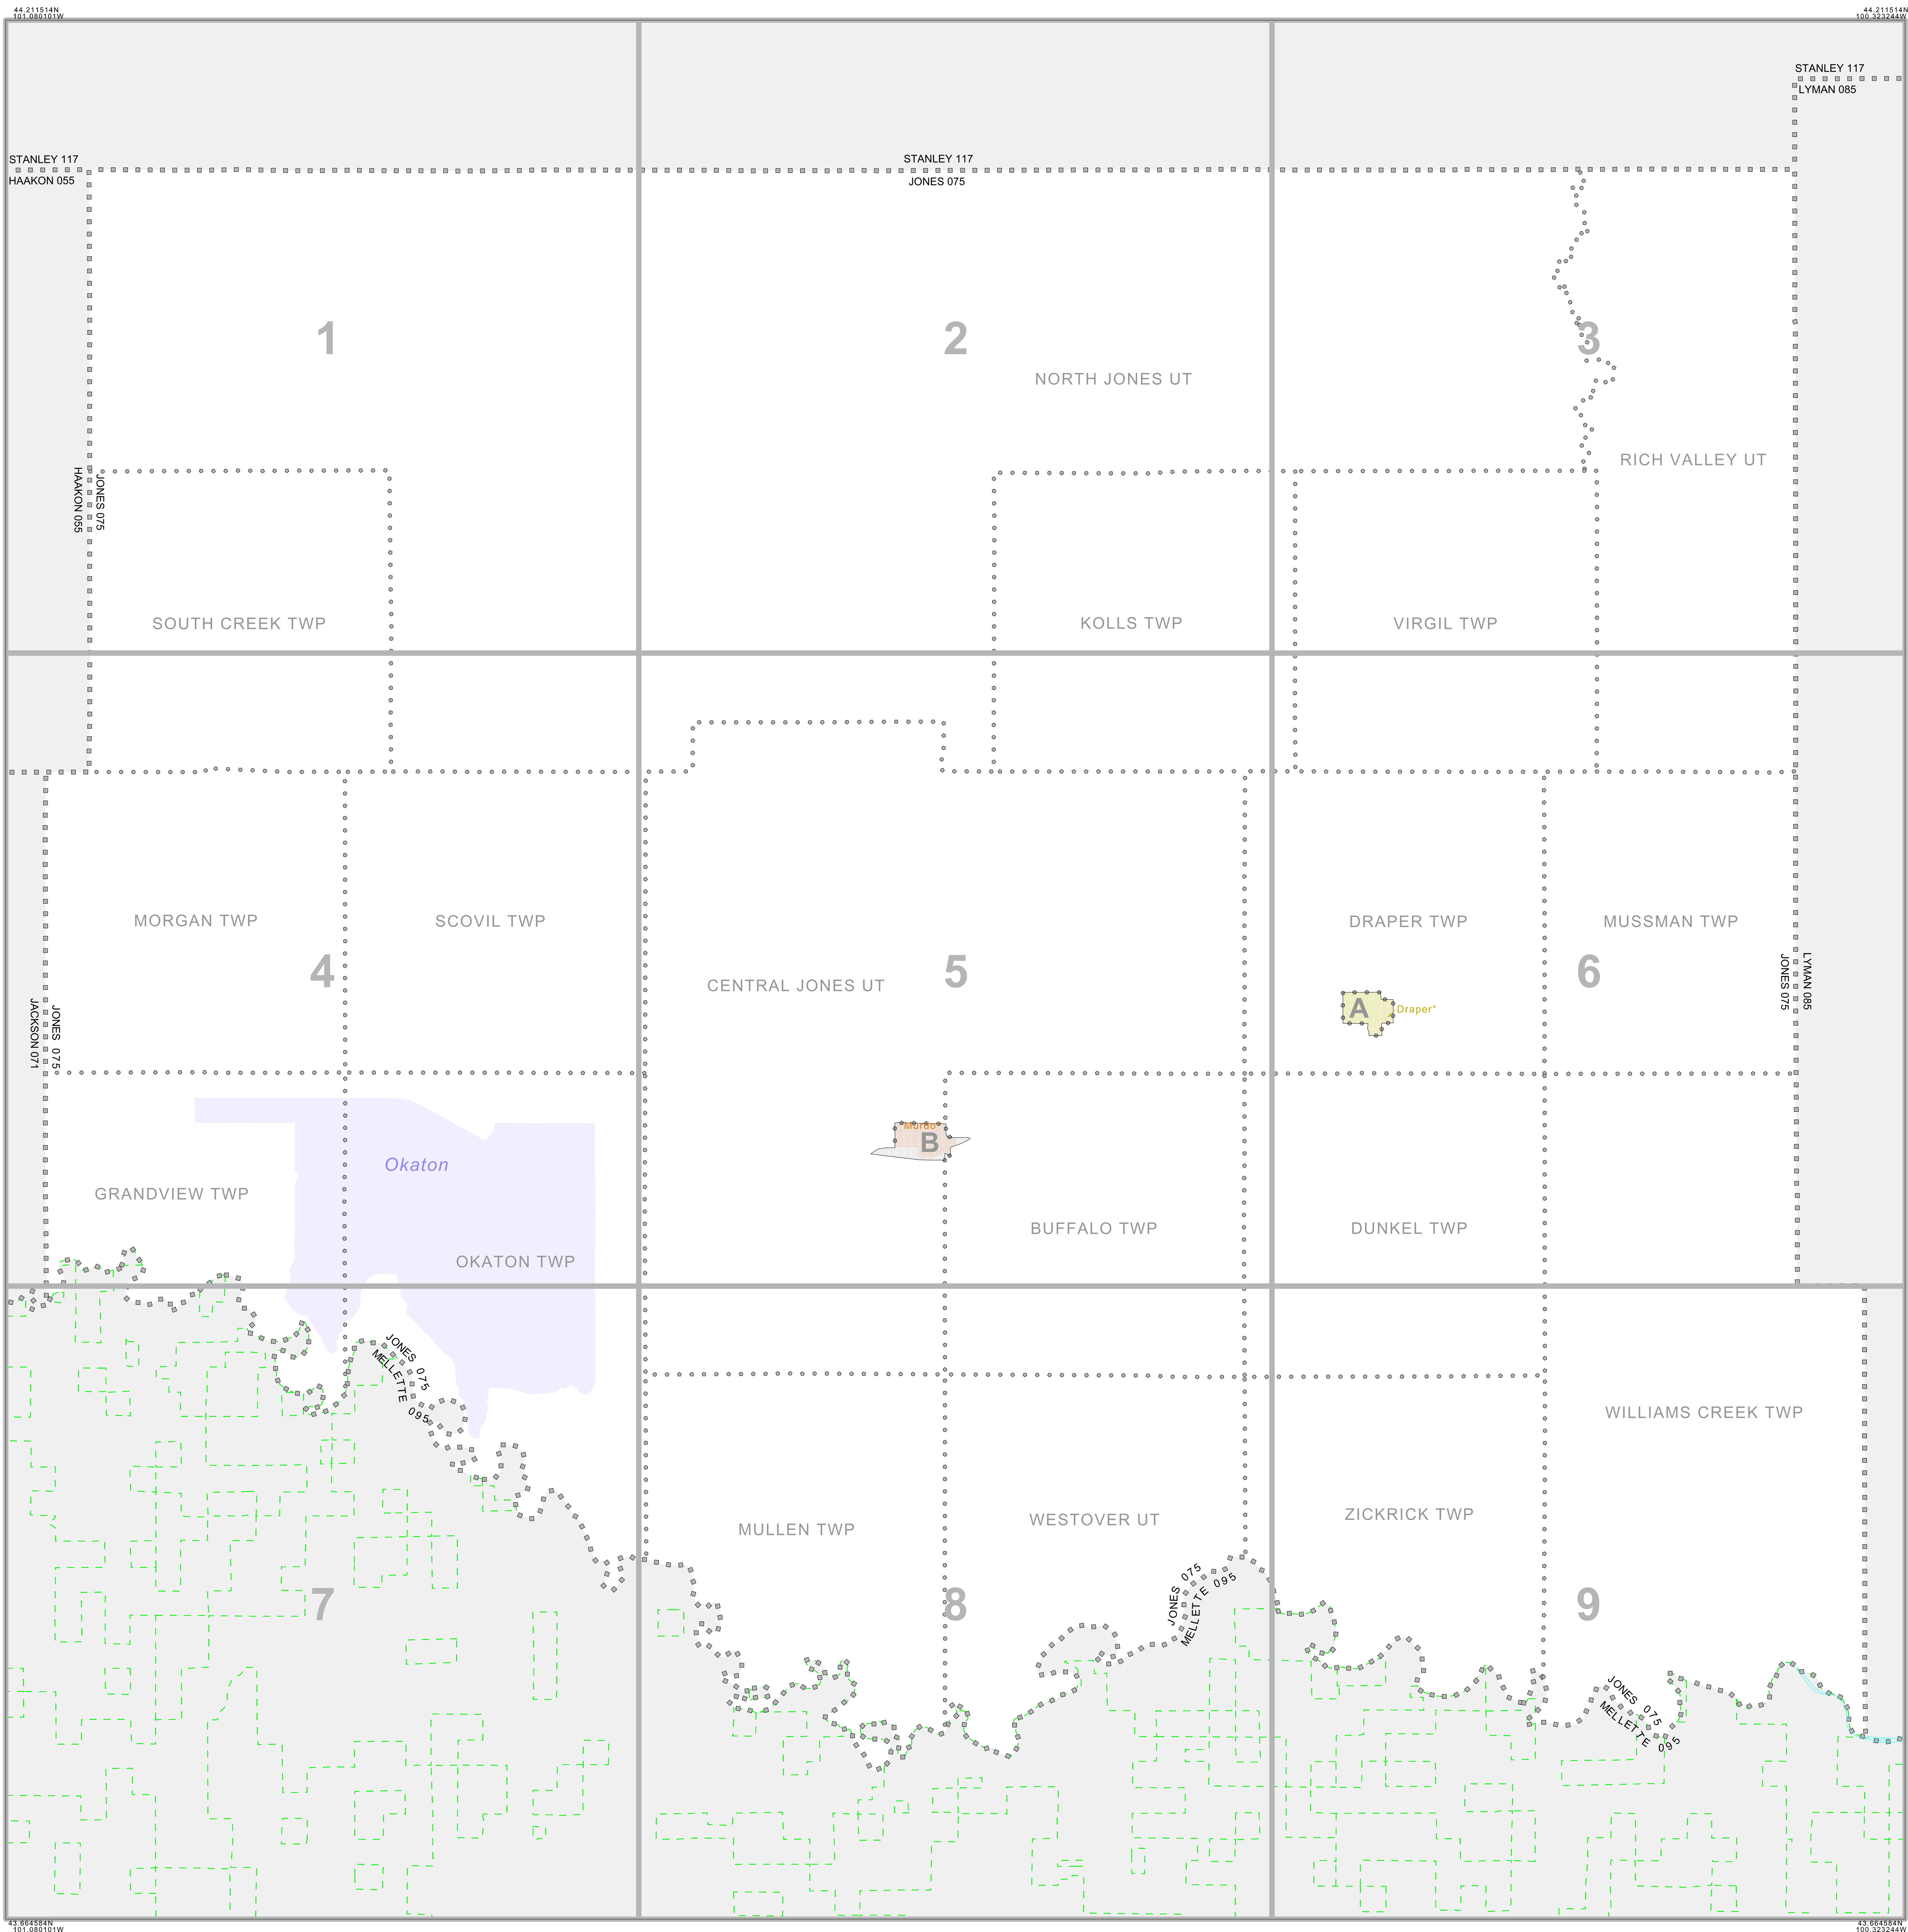 44.211514N
101.080101W
44.211514N
100.323244W
STANLEY 117
LYMAN 085
STANLEY 117
HAAKON 055
STANLEY 117
JONES 075
1
2
3
NORTH JONES UT
RICH VALLEY UT
HAAKON 055
JONES 075
SOUTH CREEK TWP
KOLLS TWP
VIRGIL TWP
MORGAN TWP
SCOVIL TWP
DRAPER TWP
MUSSMAN TWP
4
5
6
CENTRAL JONES UT
JONES 075
LYMAN 085
A
Draper°
JACKSON 071
JONES 075
Murdo
B
Okaton
GRANDVIEW TWP
OKATON TWP
BUFFALO TWP
DUNKEL TWP
JONES 075
MELLETTE 095
WILLIAMS CREEK TWP
MULLEN TWP
WESTOVER UT
ZICKRICK TWP
JONES 075
MELLETTE 095
7
8
9
JONES 075
MELLETTE 095
43.664584N
101.080101W
43.664584N
100.323244W